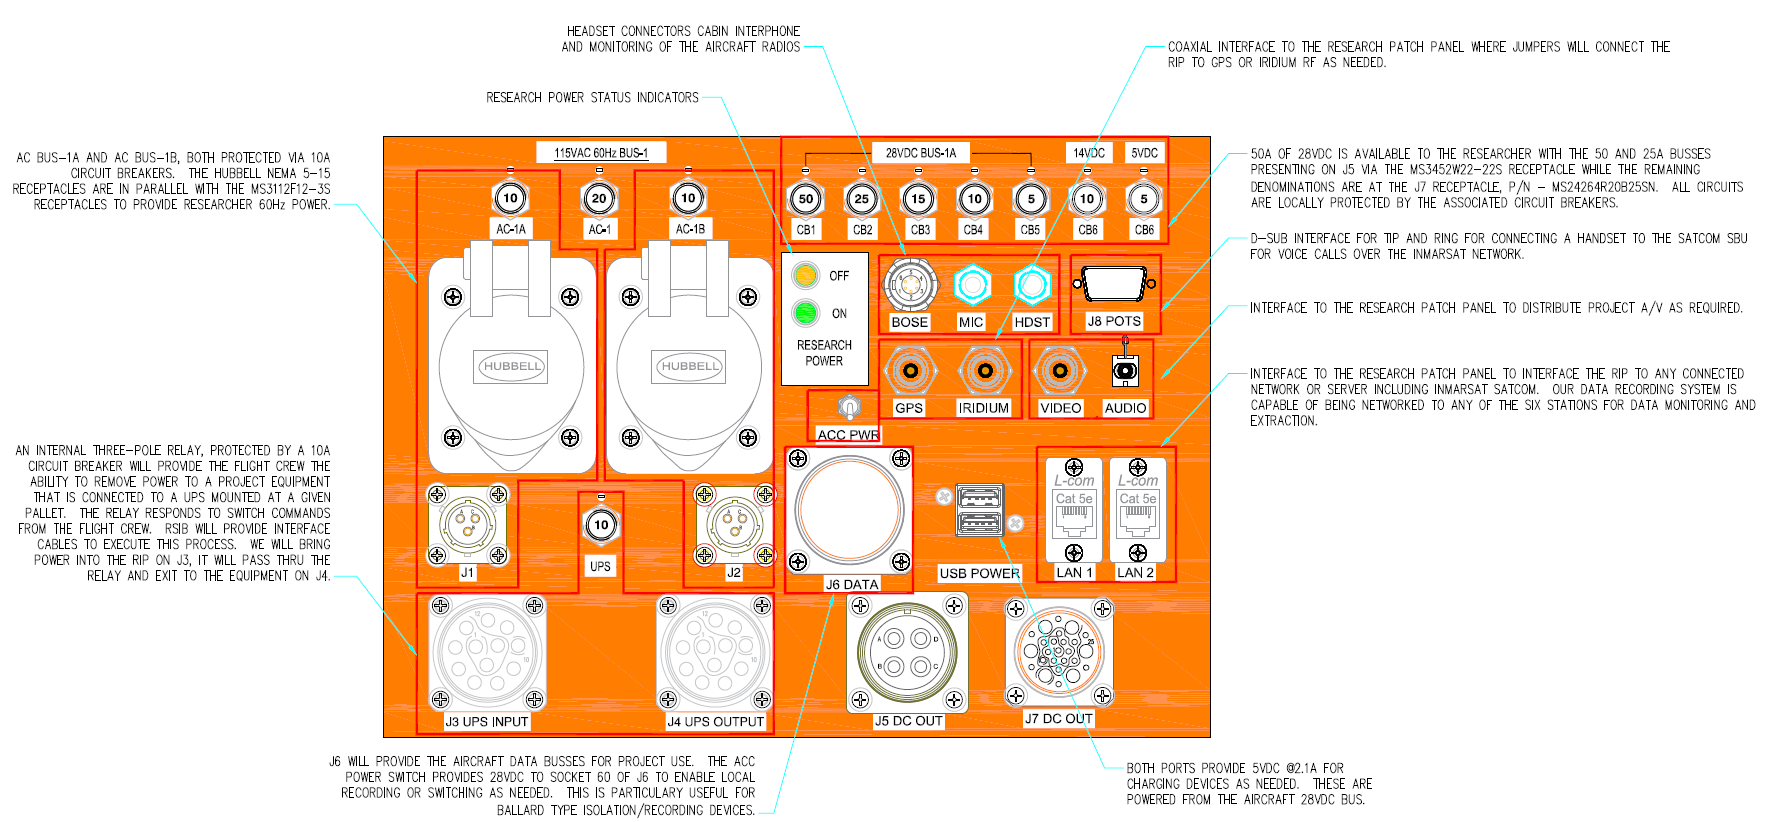 HEADSET CONNECTORS CABIN INTERPHONE
AND MONITORING OF THE AIRCRAFT RADIOS
COAXIAL INTERFACE TO THE RESEARCH PATCH PANEL WHERE JUMPERS WILL CONNECT THE
RIP TO GPS OR IRIDIUM RF AS NEEDED.
RESEARCH POWER STATUS INDICATORS
AC BUS-1A AND AC BUS-1B, BOTH PROTECTED VIA 10A
CIRCUIT BREAKERS. THE HUBBELL NEMA 5-15
RECEPTACLES ARE IN PARALLEL WITH THE MS3112F12-3S
RECEPTACLES TO PROVIDE RESEARCHER 60Hz POWER.
115VAC 60Hz BUS-1
28VDC BUS-1A
14VDC
5VDC
50A OF 28VDC IS AVAILABLE TO THE RESEARCHER WITH THE 50 AND 25A BUSSES
PRESENTING ON J5 VIA THE MS3452W22-22S RECEPTACLE WHILE THE REMAINING
DENOMINATIONS ARE AT THE J7 RECEPTACLE, P/N - MS24264R20B25SN. ALL CIRCUITS
ARE LOCALLY PROTECTED BY THE ASSOCIATED CIRCUIT BREAKERS.
10
20
10
50
25
15
10
5
10
5
AC-1A
AC-1
AC-1B
CB1
CB2
CB3
CB4
CB5
CB6
CB6
D-SUB INTERFACE FOR TIP AND RING FOR CONNECTING A HANDSET TO THE SATCOM SBU
FOR VOICE CALLS OVER THE INMARSAT NETWORK.
OFF
ON
RESEARCH
POWER
BOSE
MIC
HDST
J8 POTS
INTERFACE TO THE RESEARCH PATCH PANEL TO DISTRIBUTE PROJECT A/V AS REQUIRED.
HUBBELL
HUBBELL
GPS
IRIDIUM
VIDEO
AUDIO
INTERFACE TO THE RESEARCH PATCH PANEL TO INTERFACE THE RIP TO ANY CONNECTED
NETWORK OR SERVER INCLUDING INMARSAT SATCOM. OUR DATA RECORDING SYSTEM IS
CAPABLE OF BEING NETWORKED TO ANY OF THE SIX STATIONS FOR DATA MONITORING AND
EXTRACTION.
ACC PWR
AN INTERNAL THREE-POLE RELAY, PROTECTED BY A 10A
CIRCUIT BREAKER WILL PROVIDE THE FLIGHT CREW THE
ABILITY TO REMOVE POWER TO A PROJECT EQUIPMENT
THAT IS CONNECTED TO A UPS MOUNTED AT A GIVEN
PALLET. THE RELAY RESPONDS TO SWITCH COMMANDS
FROM THE FLIGHT CREW. RSIB WILL PROVIDE INTERFACE
CABLES TO EXECUTE THIS PROCESS. WE WILL BRING
POWER INTO THE RIP ON J3, IT WILL PASS THRU THE
RELAY AND EXIT TO THE EQUIPMENT ON J4.
L-com
Cat 5e
L-com
Cat 5e
A C
B
10
A C
B
J1
UPS
J2
J6 DATA
USB POWER
LAN 1
LAN 2
12
1
10
12
1
10
A
D
B
C
25
J3 UPS INPUT
J4 UPS OUTPUT
J5 DC OUT
J7 DC OUT
J6 WILL PROVIDE THE AIRCRAFT DATA BUSSES FOR PROJECT USE. THE ACC
POWER SWITCH PROVIDES 28VDC TO SOCKET 60 OF J6 TO ENABLE LOCAL
RECORDING OR SWITCHING AS NEEDED. THIS IS PARTICULARY USEFUL FOR
BALLARD TYPE ISOLATION/RECORDING DEVICES.
BOTH PORTS PROVIDE 5VDC @2.1A FOR
CHARGING DEVICES AS NEEDED. THESE ARE
POWERED FROM THE AIRCRAFT 28VDC BUS.